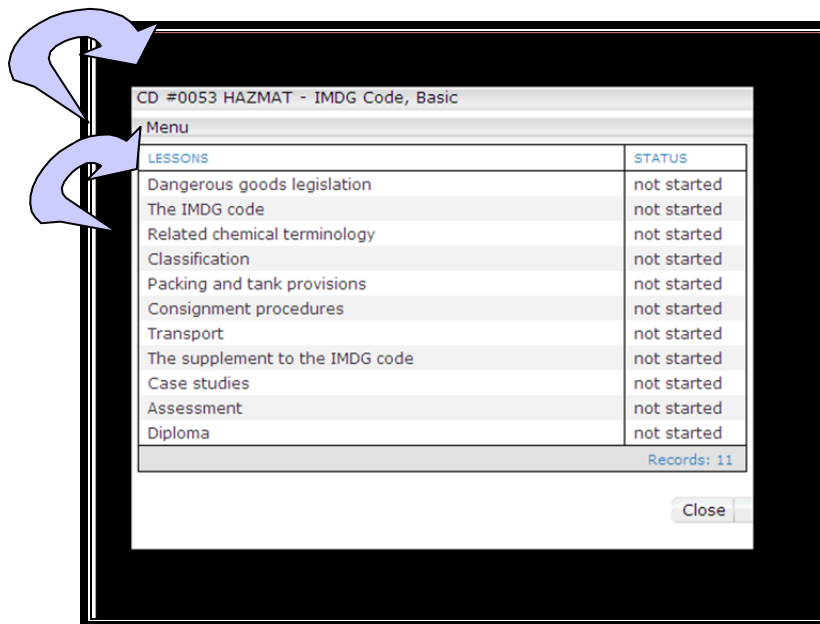 CD #0053 HAZMAT - IMDG Code, Basic
Menu
LESSONS STATUS
Dangerous goods legislation not started
The IMDG code not started
Related chemical terminology not started
Classification not started
Packing and tank provisions not started
Consignment procedures not started
Transport not started
The supplement to the IMDG code not started
Case studies not started
Assessment not started
Diploma not started
Records: 11
Close